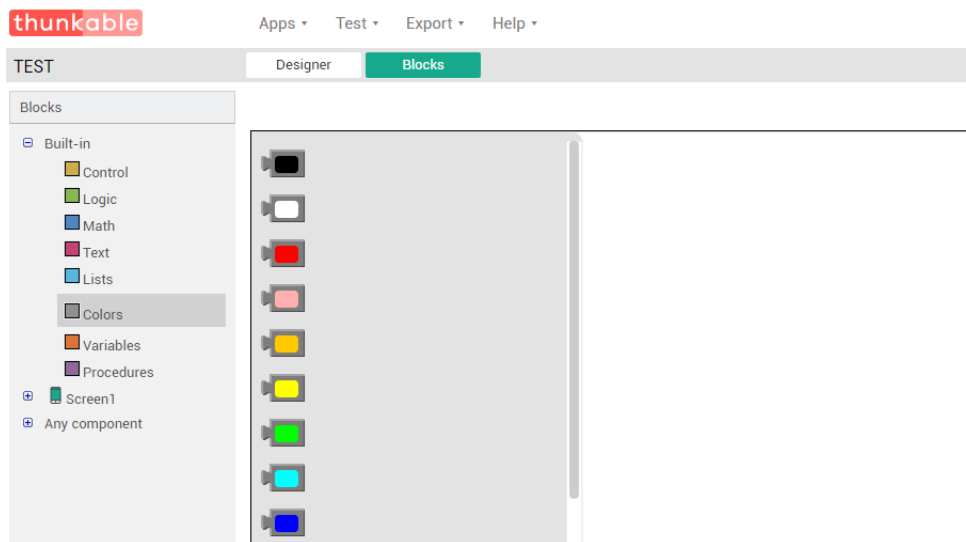 thunkable
Apps Test Export Help
TEST
Designer Blocks
Blocks
Built-in
Control
Logic
Math
Text
Lists
Colors
Variables
Procedures
Screen1
Any component